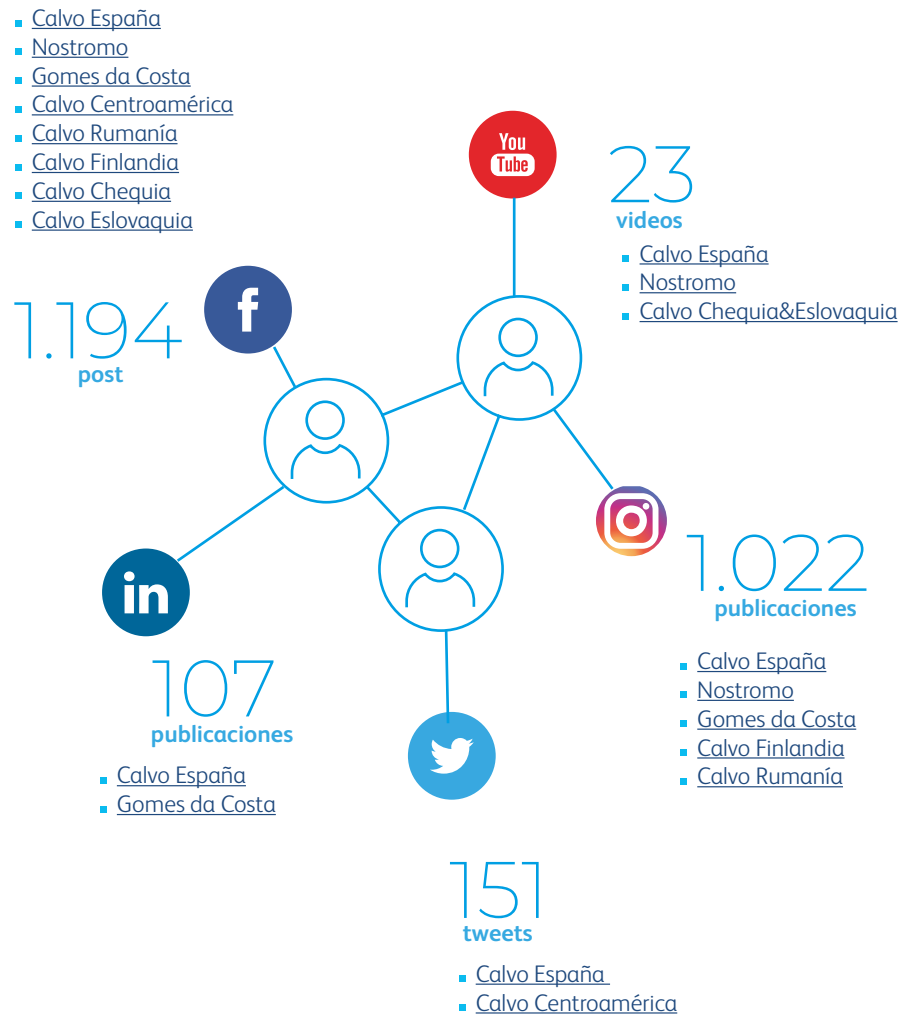 Calvo España
Nostromo
Gomes da Costa
Calvo Centroamérica
Calvo Rumanía
Calvo Finlandia
Calvo Chequia
Calvo Eslovaquia
1.194
post
You
Tube
23
videos
Calvo España
Nostromo
Calvo Chequia&Eslovaquia
f
in
107
publicaciones
Calvo España
Gomes da Costa
1.022
publicaciones
Calvo España
Nostromo
Gomes da Costa
Calvo Finlandia
Calvo Rumanía
151
tweets
Calvo España
Calvo Centroamérica